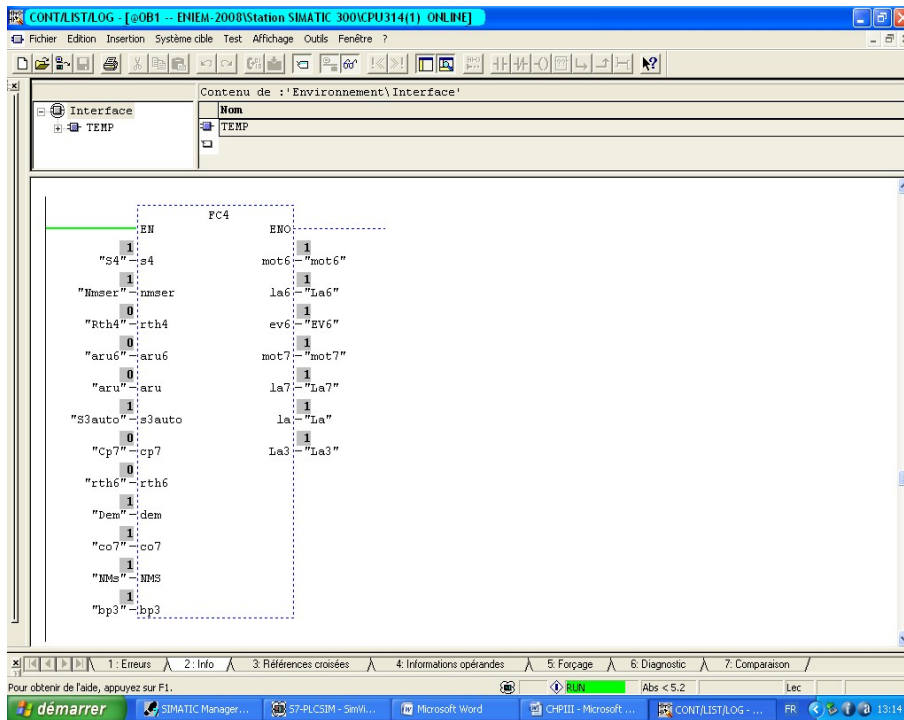 CONT/LIST/LOG - [@OB1 -- ENIEM-2008\Station SIMATIC 300\CPU314(1) ONLINE]
Fichier Edition Insertion Système cible Test Affichage Outils Fenêtre ?
Contenu de :'Environnement\Interface'
Interface
TEMP
Nom
TEMP
FC4
EN ENO
1 1
"S4" s4 mot6 "mot6"
1 1
"Nmser" nmser la6 "La6"
0 1
"Rth4" rth4 ev6 "EV6"
0 1
"aru6" aru6 mot7 "mot7"
0 1
"aru" aru la7 "La7"
1 1
"S3auto" s3auto la "La"
0 1
"Cp7" cp7 La3 "La3"
0
"rth6" rth6
1
"Dem" dem
1
"co7" co7
1
"NMs" NMS
1
"bp3" bp3
1 : Erreurs 2 : Info 3: Références croisées 4: Informations opérandes 5: Forçage 6: Diagnostic 7: Comparaison
Pour obtenir de l'aide, appuyez sur F1. RUN Abs < 5.2 Lec
démarrer SIMATIC Manager... S7-PLCSIM - SimVi... Microsoft Word CHPIII - Microsoft ... CONT/LIST/LOG - ... FR 13:14